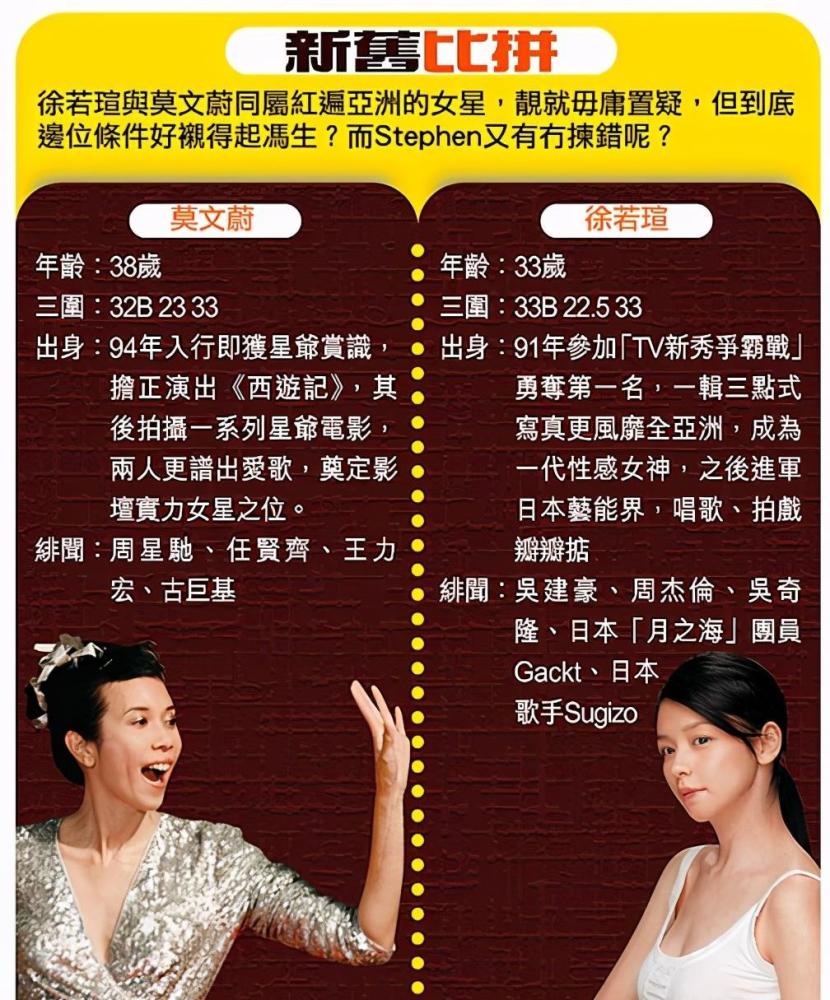 新舊比拼
徐若瑄與莫文蔚同屬紅遍亞洲的女星，靚就毋庸置疑，但到底
邊位條件好襯得起馮生？而Stephen又有冇揀錯呢？
莫文蔚
年齡：38歲
三圍：32B 23 33
出身：94年入行即獲星爺賞識，
擔正演出《西遊記》，其
後拍攝一系列星爺電影，
兩人更譜出愛歌，奠定影
壇實力女星之位。
緋聞：周星馳、任賢齊、王力
宏、古巨基
徐若瑄
年齡：33歲
三圍：33B 22.5 33
出身：91年參加「TV新秀爭霸戰」
勇奪第一名，一輯三點式
寫真更風靡全亞洲，成為
一代性感女神，之後進軍
日本藝能界，唱歌、拍戲
瓣瓣掂
緋聞：吳建豪、周杰倫、吳奇
隆、日本「月之海」團員
Gackt、日本
歌手Sugizo